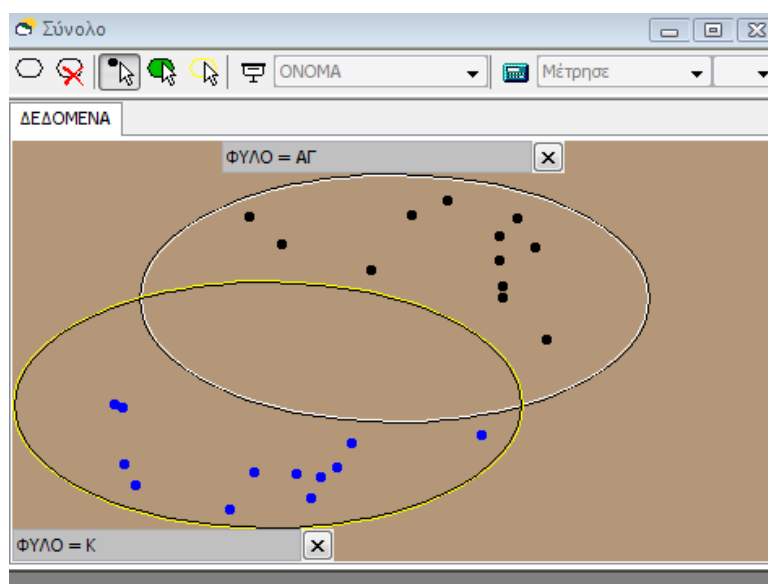 Σύνολο
ΟΝΟΜΑ
Μέτρησε
ΔΕΔΟΜΕΝΑ
ΦΥΛΟ = ΑΓ
ΦΥΛΟ = Κ